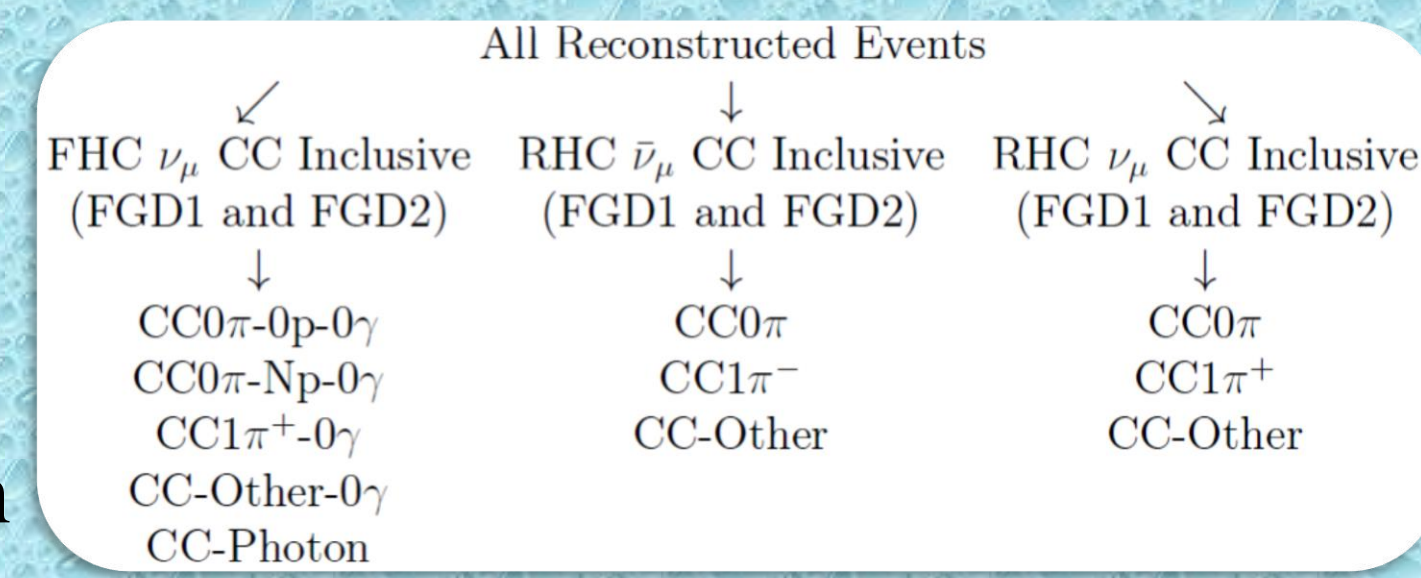 All Reconstructed Events
↙ ↓ ↘
FHC νμ CC Inclusive RHC ν̄μ CC Inclusive RHC νμ CC Inclusive
(FGD1 and FGD2) (FGD1 and FGD2) (FGD1 and FGD2)
↓ ↓ ↓
CC0π-0p-0γ CC0π CC0π
CC0π-Np-0γ CC1π⁻ CC1π⁺
CC1π⁺-0γ CC-Other CC-Other
CC-Other-0γ
CC-Photon